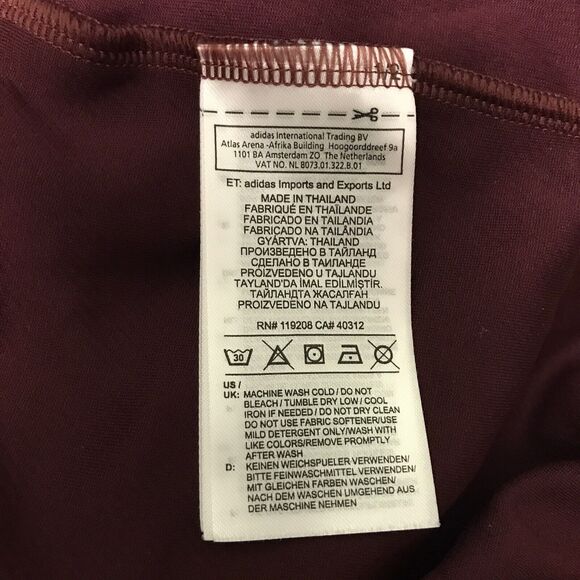 adidas International Trading BV
Atlas Arena -Afrika Building Hoogoorddreef 9a
1101 BA Amsterdam ZO The Netherlands
VAT NO. NL 8073.01.322.B.01
ET: adidas Imports and Exports Ltd
MADE IN THAILAND
FABRIQUÉ EN THAÏLANDE
FABRICADO EN TAILANDIA
FABRICADO NA TAILÂNDIA
GYÁRTVA: THAILAND
ПРОИЗВЕДЕНО В ТАЙЛАНД
СДЕЛАНО В ТАИЛАНДЕ
PROIZVEDENO U TAJLANDU
TAYLAND'DA İMAL EDİLMİŞTİR.
ТАЙЛАНДТА ЖАСАЛҒАН
PROIZVEDENO NA TAJLANDU
RN# 119208 CA# 40312
30
US /
UK: MACHINE WASH COLD / DO NOT
BLEACH / TUMBLE DRY LOW / COOL
IRON IF NEEDED / DO NOT DRY CLEAN
DO NOT USE FABRIC SOFTENER/USE
MILD DETERGENT ONLY/WASH WITH
LIKE COLORS/REMOVE PROMPTLY
AFTER WASH
D: KEINEN WEICHSPUELER VERWENDEN/
BITTE FEINWASCHMITTEL VERWENDEN/
MIT GLEICHEN FARBEN WASCHEN/
NACH DEM WASCHEN UMGEHEND AUS
DER MASCHINE NEHMEN